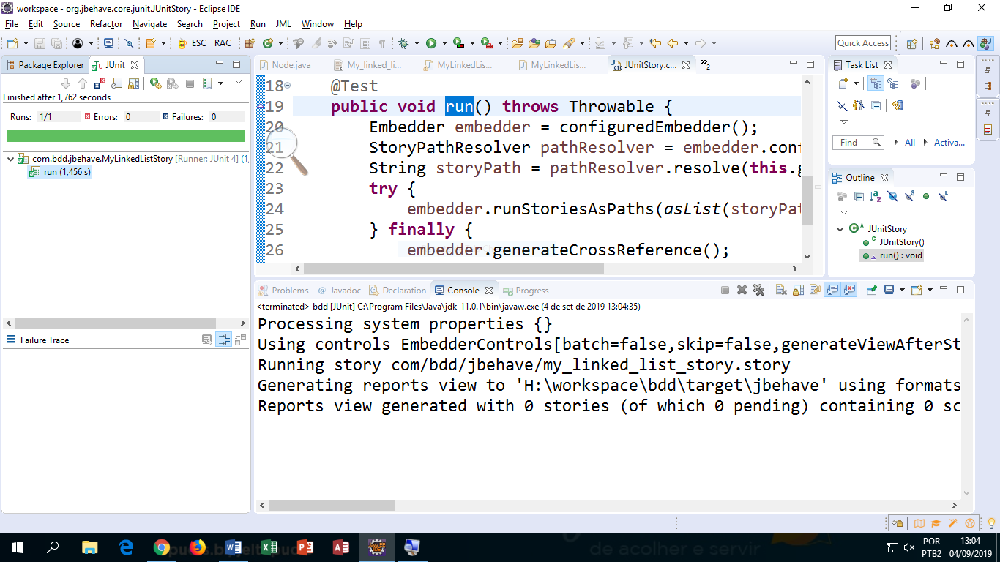 workspace - org.jbehave.core.junit.JUnitStory - Eclipse IDE
File Edit Source Refactor Navigate Search Project Run JML Window Help
ESC RAC
Quick Access
Package Explorer
JUnit
Finished after 1,762 seconds
Runs: 1/1 Errors: 0 Failures: 0
com.bdd.jbehave.MyLinkedListStory [Runner: JUnit 4] (1,
run (1,456 s)
Failure Trace
Node.java My_linked_li... MyLinkedLis... MyLinkedLis... JUnitStory.c... »2
18 @Test
19 public void run() throws Throwable {
20 Embedder embedder = configuredEmbedder();
21 StoryPathResolver pathResolver = embedder.con
22 String storyPath = pathResolver.resolve(this.g
23 try {
24 embedder.runStoriesAsPaths(asList(storyPat
25 } finally {
26 embedder.generateCrossReference();
Task List
Find All Activa...
Outline
JUnitStory
JUnitStory()
run() : void
Problems @ Javadoc Declaration Console Progress
<terminated> bdd [JUnit] C:\Program Files\Java\jdk-11.0.1\bin\javaw.exe (4 de set de 2019 13:04:35)
Processing system properties {}
Using controls EmbedderControls[batch=false,skip=false,generateViewAfterSt
Running story com/bdd/jbehave/my_linked_list_story.story
Generating reports view to 'H:\workspace\bdd\target\jbehave' using formats
Reports view generated with 0 stories (of which 0 pending) containing 0 sc
de acolher e servir
POR 13:04
PTB2 04/09/2019